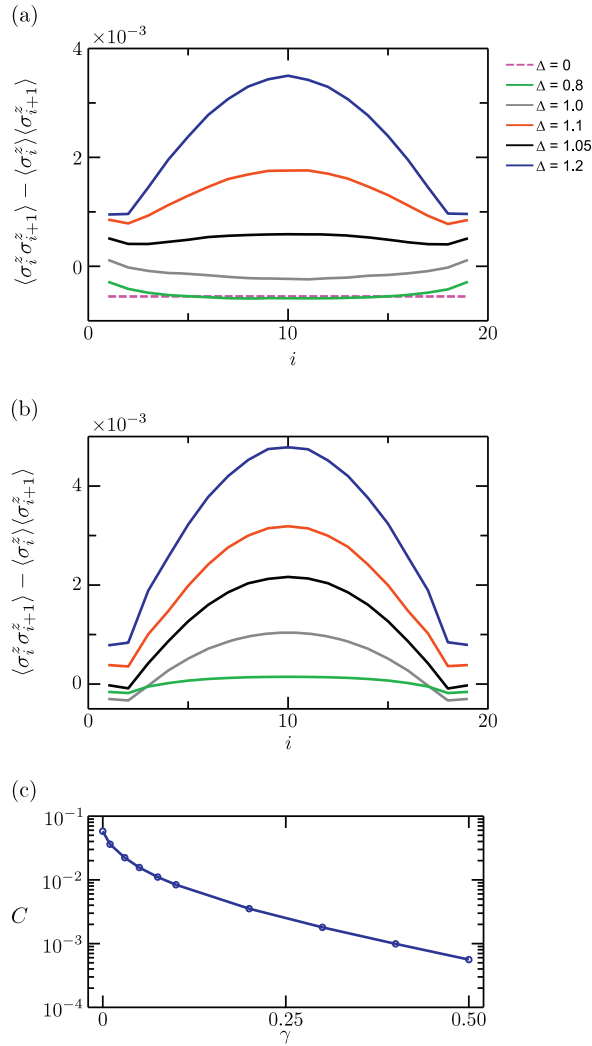 (a)
×10⁻³
4
2
0
0
10
20
i
⟨σᵢᶻσᵢ₊₁ᶻ⟩ − ⟨σᵢᶻ⟩⟨σᵢ₊₁ᶻ⟩
Δ = 0
Δ = 0.8
Δ = 1.0
Δ = 1.1
Δ = 1.05
Δ = 1.2
(b)
×10⁻³
4
2
0
0
10
20
i
⟨σᵢᶻσᵢ₊₁ᶻ⟩ − ⟨σᵢᶻ⟩⟨σᵢ₊₁ᶻ⟩
(c)
10⁻¹
10⁻²
10⁻³
10⁻⁴
C
0
0.25
0.50
γ